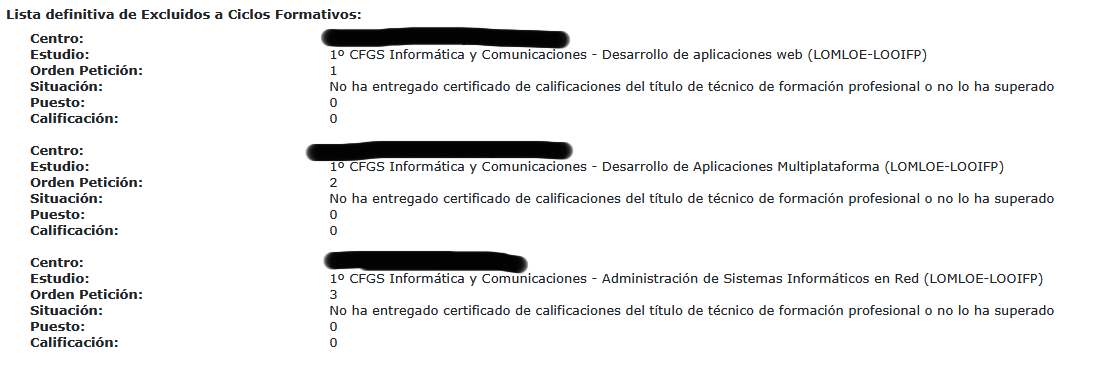 Lista definitiva de Excluidos a Ciclos Formativos:
Centro:
Estudio: 1º CFGS Informática y Comunicaciones - Desarrollo de aplicaciones web (LOMLOE-LOOIFP)
Orden Petición: 1
Situación: No ha entregado certificado de calificaciones del título de técnico de formación profesional o no lo ha superado
Puesto: 0
Calificación: 0
Centro:
Estudio: 1º CFGS Informática y Comunicaciones - Desarrollo de Aplicaciones Multiplataforma (LOMLOE-LOOIFP)
Orden Petición: 2
Situación: No ha entregado certificado de calificaciones del título de técnico de formación profesional o no lo ha superado
Puesto: 0
Calificación: 0
Centro:
Estudio: 1º CFGS Informática y Comunicaciones - Administración de Sistemas Informáticos en Red (LOMLOE-LOOIFP)
Orden Petición: 3
Situación: No ha entregado certificado de calificaciones del título de técnico de formación profesional o no lo ha superado
Puesto: 0
Calificación: 0